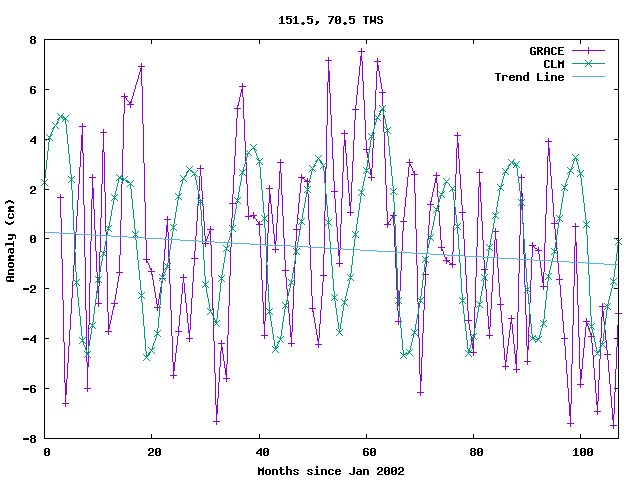 151.5, 70.5 TWS
GRACE
CLM
Trend Line
8
6
4
2
0
-2
-4
-6
-8
Anomaly (cm)
0 20 40 60 80 100
Months since Jan 2002